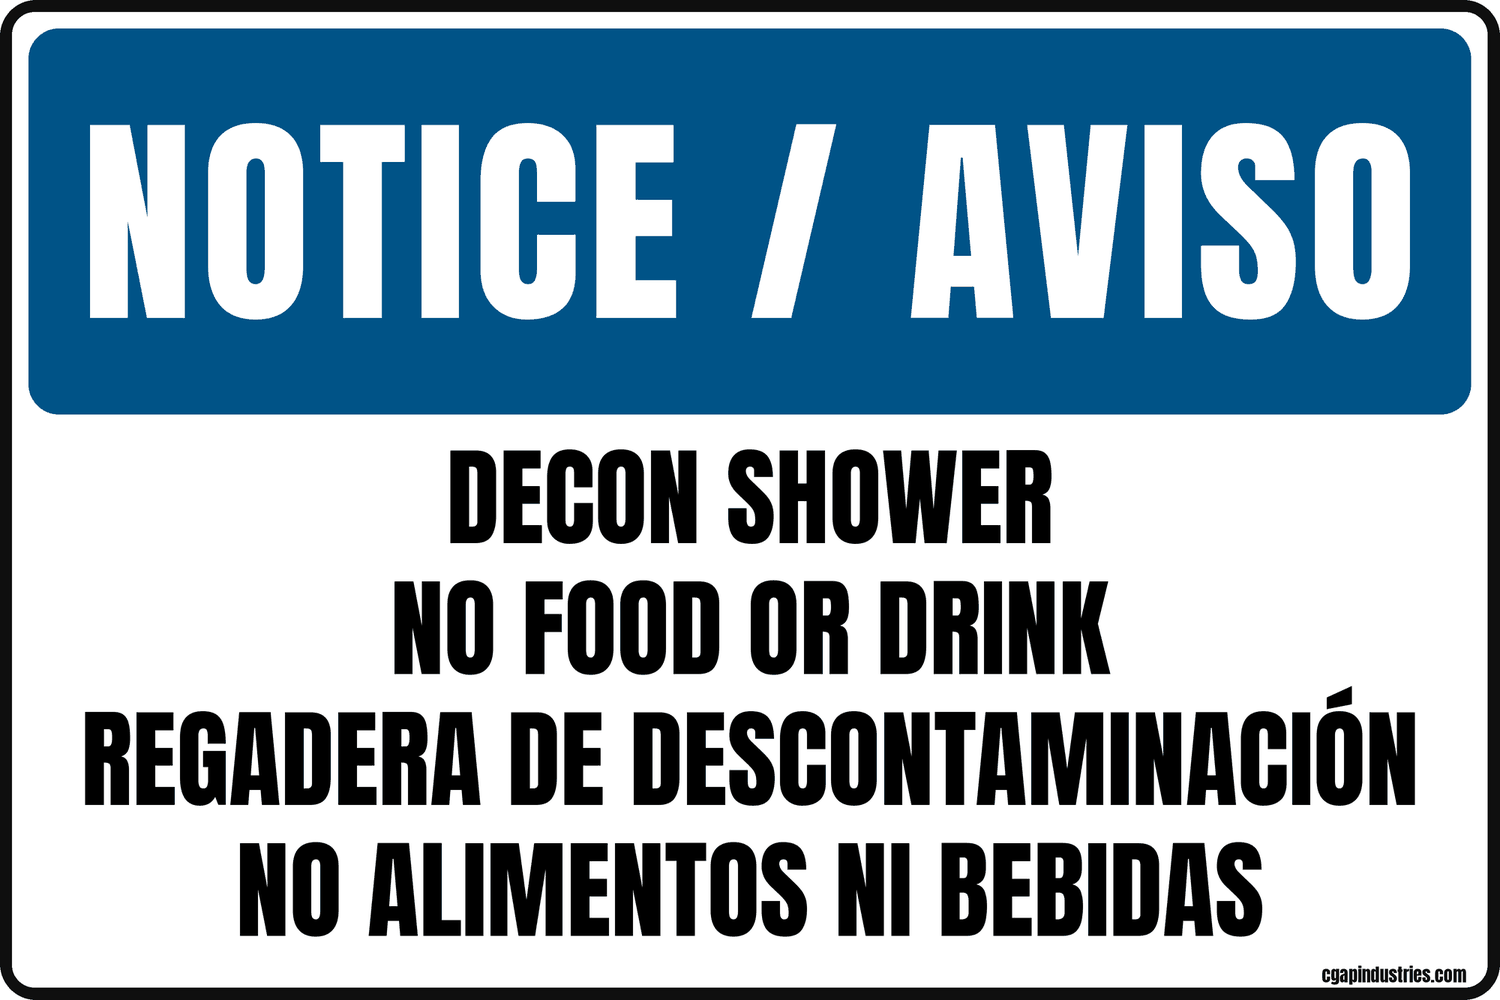 NOTICE / AVISO
DECON SHOWER
NO FOOD OR DRINK
REGADERA DE DESCONTAMINACIÓN
NO ALIMENTOS NI BEBIDAS
cgapindustries.com